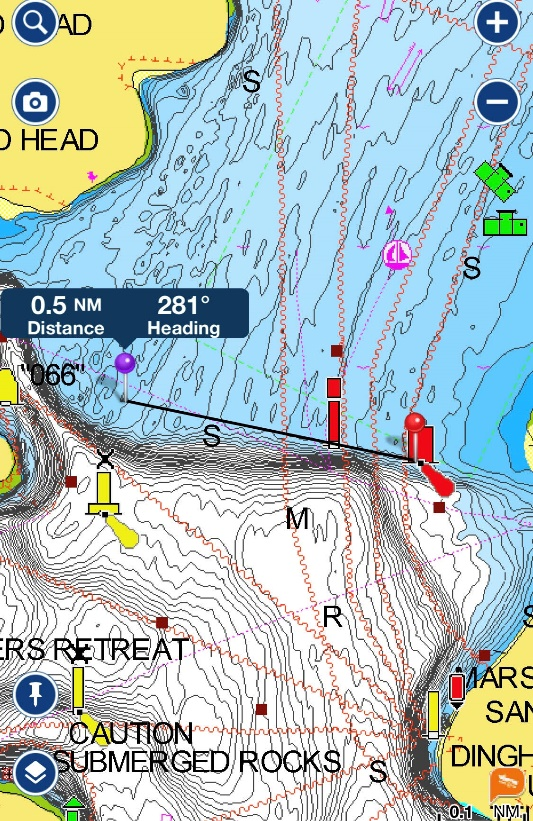 AD
O HEAD
S
S
0.5 NM 281°
Distance Heading
"066"
S
M
R
ERS RETREAT
CAUTION
SUBMERGED ROCKS
S
S
MARS
SAN
DINGH
0.1 NM